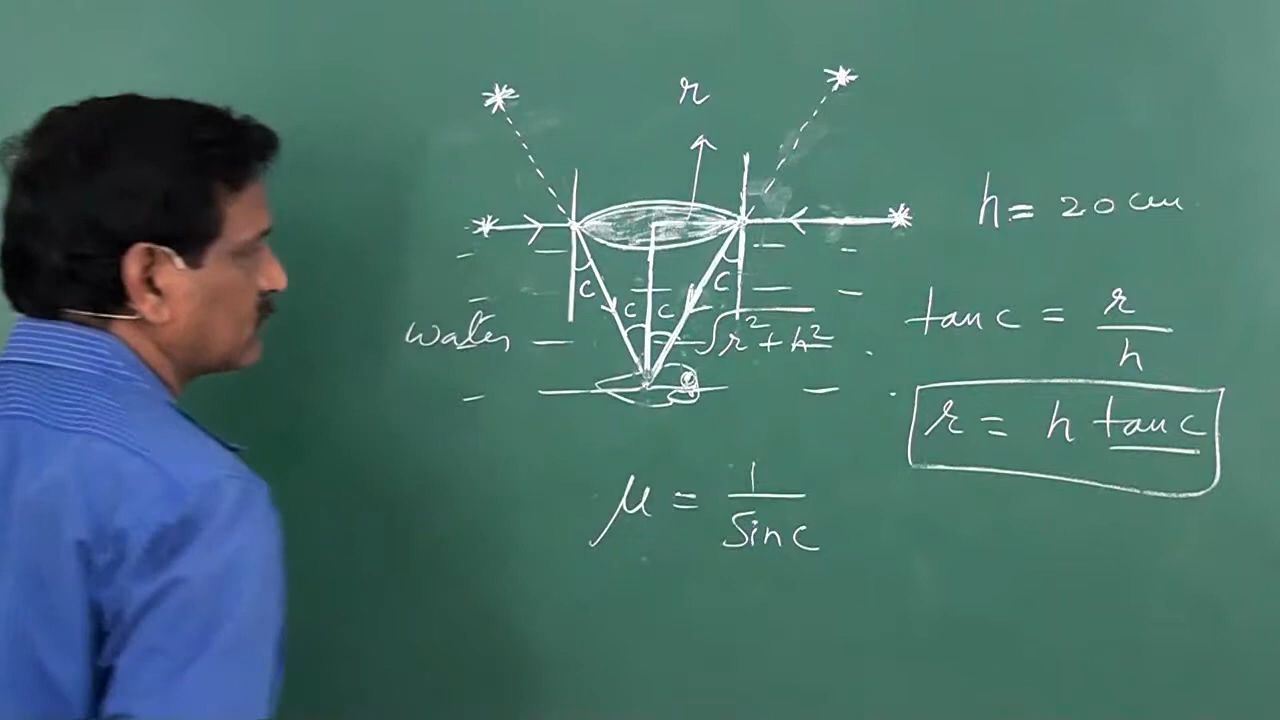 r
h = 20 cm
C C C C
water √r²+h²
tan c = r/h
r = h tan c
μ = 1/Sin c